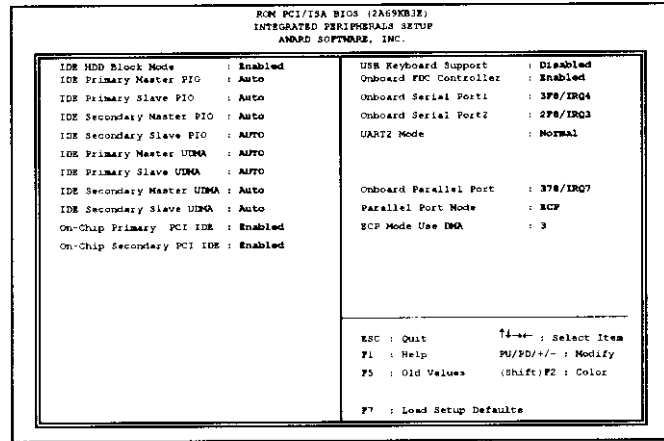 ROM PCI/ISA BIOS (2A69KBJE)
INTEGRATED PERIPHERALS SETUP
AWARD SOFTWARE, INC.
IDE HDD Block Mode : Enabled
IDE Primary Master PIO : Auto
IDE Primary Slave PIO : Auto
IDE Secondary Master PIO : Auto
IDE Secondary Slave PIO : AUTO
IDE Primary Master UDMA : AUTO
IDE Primary Slave UDMA : AUTO
IDE Secondary Master UDMA : Auto
IDE Secondary Slave UDMA : Auto
On-Chip Primary PCI IDE : Enabled
On-Chip Secondary PCI IDE : Enabled
USB Keyboard Support : Disabled
Onboard FDC Controller : Enabled
Onboard Serial Port1 : 3F8/IRQ4
Onboard Serial Port2 : 2F8/IRQ3
UART2 Mode : Normal
Onboard Parallel Port : 378/IRQ7
Parallel Port Mode : ECP
ECP Mode Use DMA : 3
ESC : Quit ↑↓→← : Select Item
F1 : Help PU/PD/+/- : Modify
F5 : Old Values (Shift)F2 : Color
F7 : Load Setup Defaults